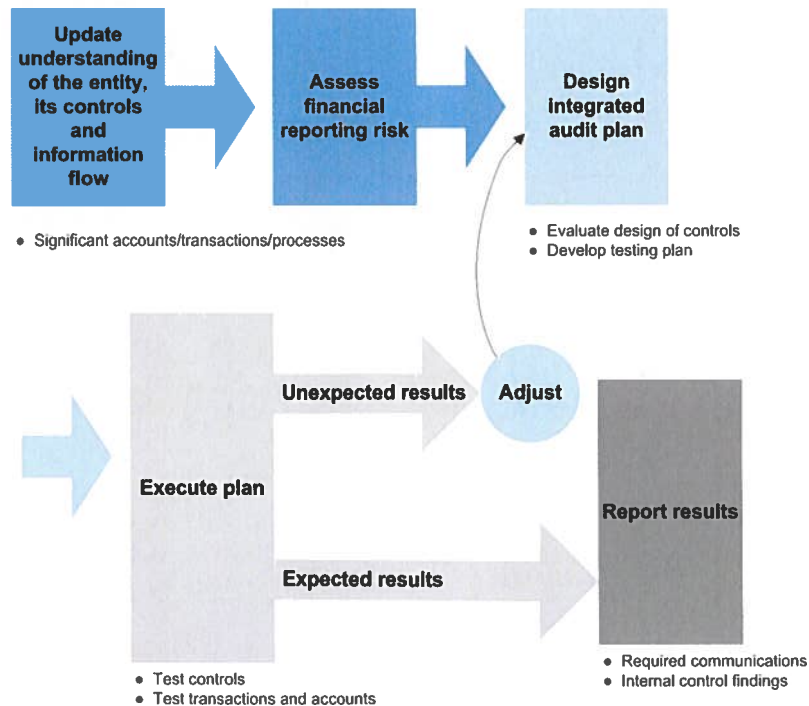 Update
understanding
of the entity,
its controls
and
information
flow
Assess
financial
reporting risk
Design
integrated
audit plan
● Significant accounts/transactions/processes
● Evaluate design of controls
● Develop testing plan
Unexpected results
Adjust
Execute plan
Report results
Expected results
● Test controls
● Test transactions and accounts
● Required communications
● Internal control findings